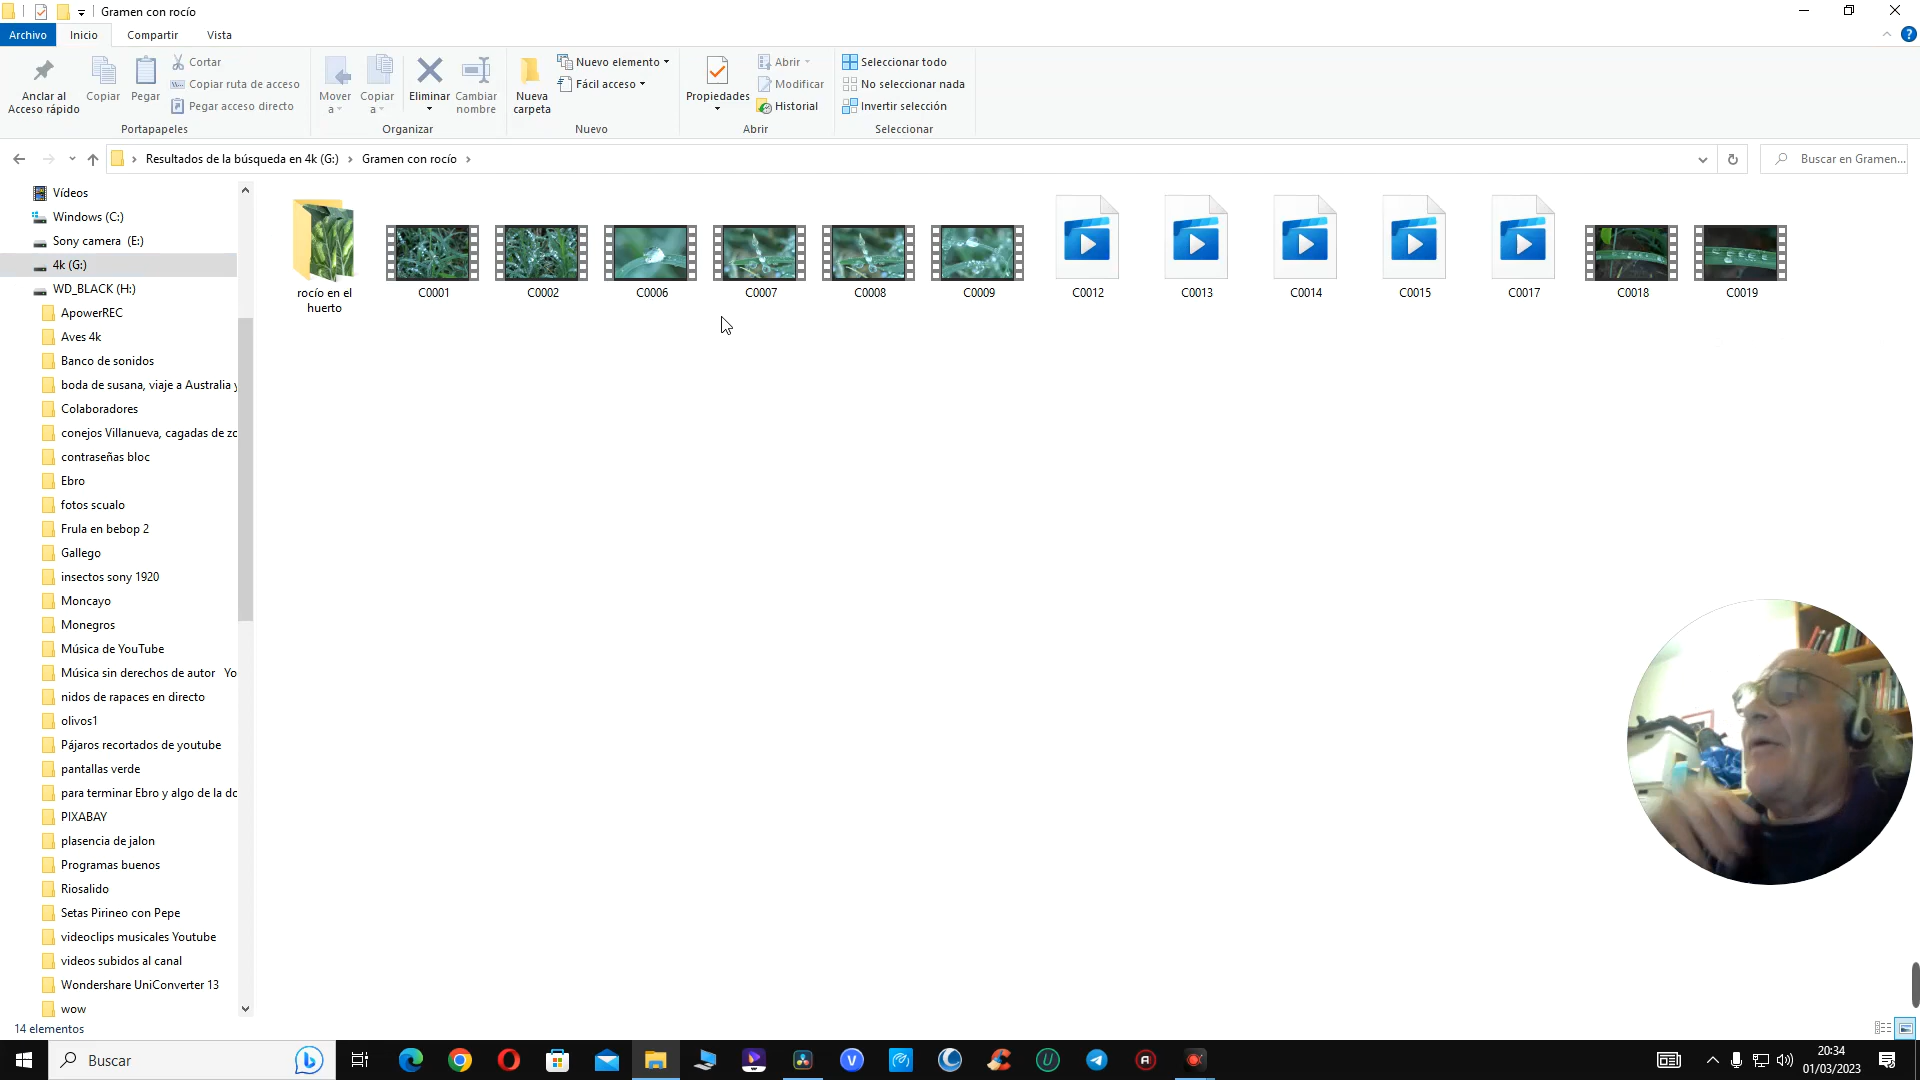 Gramen con rocío
Archivo
Inicio
Compartir
Vista
Anclar al
Acceso rápido
Copiar
Pegar
Cortar
Copiar ruta de acceso
Pegar acceso directo
Portapapeles
Mover
a
Copiar
a
Eliminar
Cambiar
nombre
Organizar
Nueva
carpeta
Nuevo elemento
Fácil acceso
Nuevo
Propiedades
Abrir
Modificar
Historial
Abrir
Seleccionar todo
No seleccionar nada
Invertir selección
Seleccionar
Resultados de la búsqueda en 4k (G:) > Gramen con rocío >
Buscar en Gramen...
Vídeos
Windows (C:)
Sony camera (E:)
4k (G:)
WD_BLACK (H:)
ApowerREC
Aves 4k
Banco de sonidos
boda de susana, viaje a Australia y
Colaboradores
conejos Villanueva, cagadas de zo
contraseñas bloc
Ebro
fotos scualo
Frula en bebop 2
Gallego
insectos sony 1920
Moncayo
Monegros
Música de YouTube
Música sin derechos de autor Yo
nidos de rapaces en directo
olivos1
Pájaros recortados de youtube
pantallas verde
para terminar Ebro y algo de la do
PIXABAY
plasencia de jalon
Programas buenos
Riosalido
Setas Pirineo con Pepe
videoclips musicales Youtube
videos subidos al canal
Wondershare UniConverter 13
wow
rocío en el
huerto
C0001
C0002
C0006
C0007
C0008
C0009
C0012
C0013
C0014
C0015
C0017
C0018
C0019
14 elementos
Buscar
20:34
01/03/2023